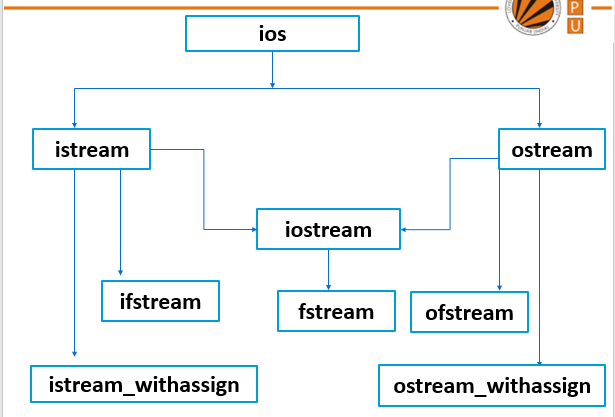 P
U
ios
istream
ostream
iostream
ifstream
fstream
ofstream
istream_withassign
ostream_withassign